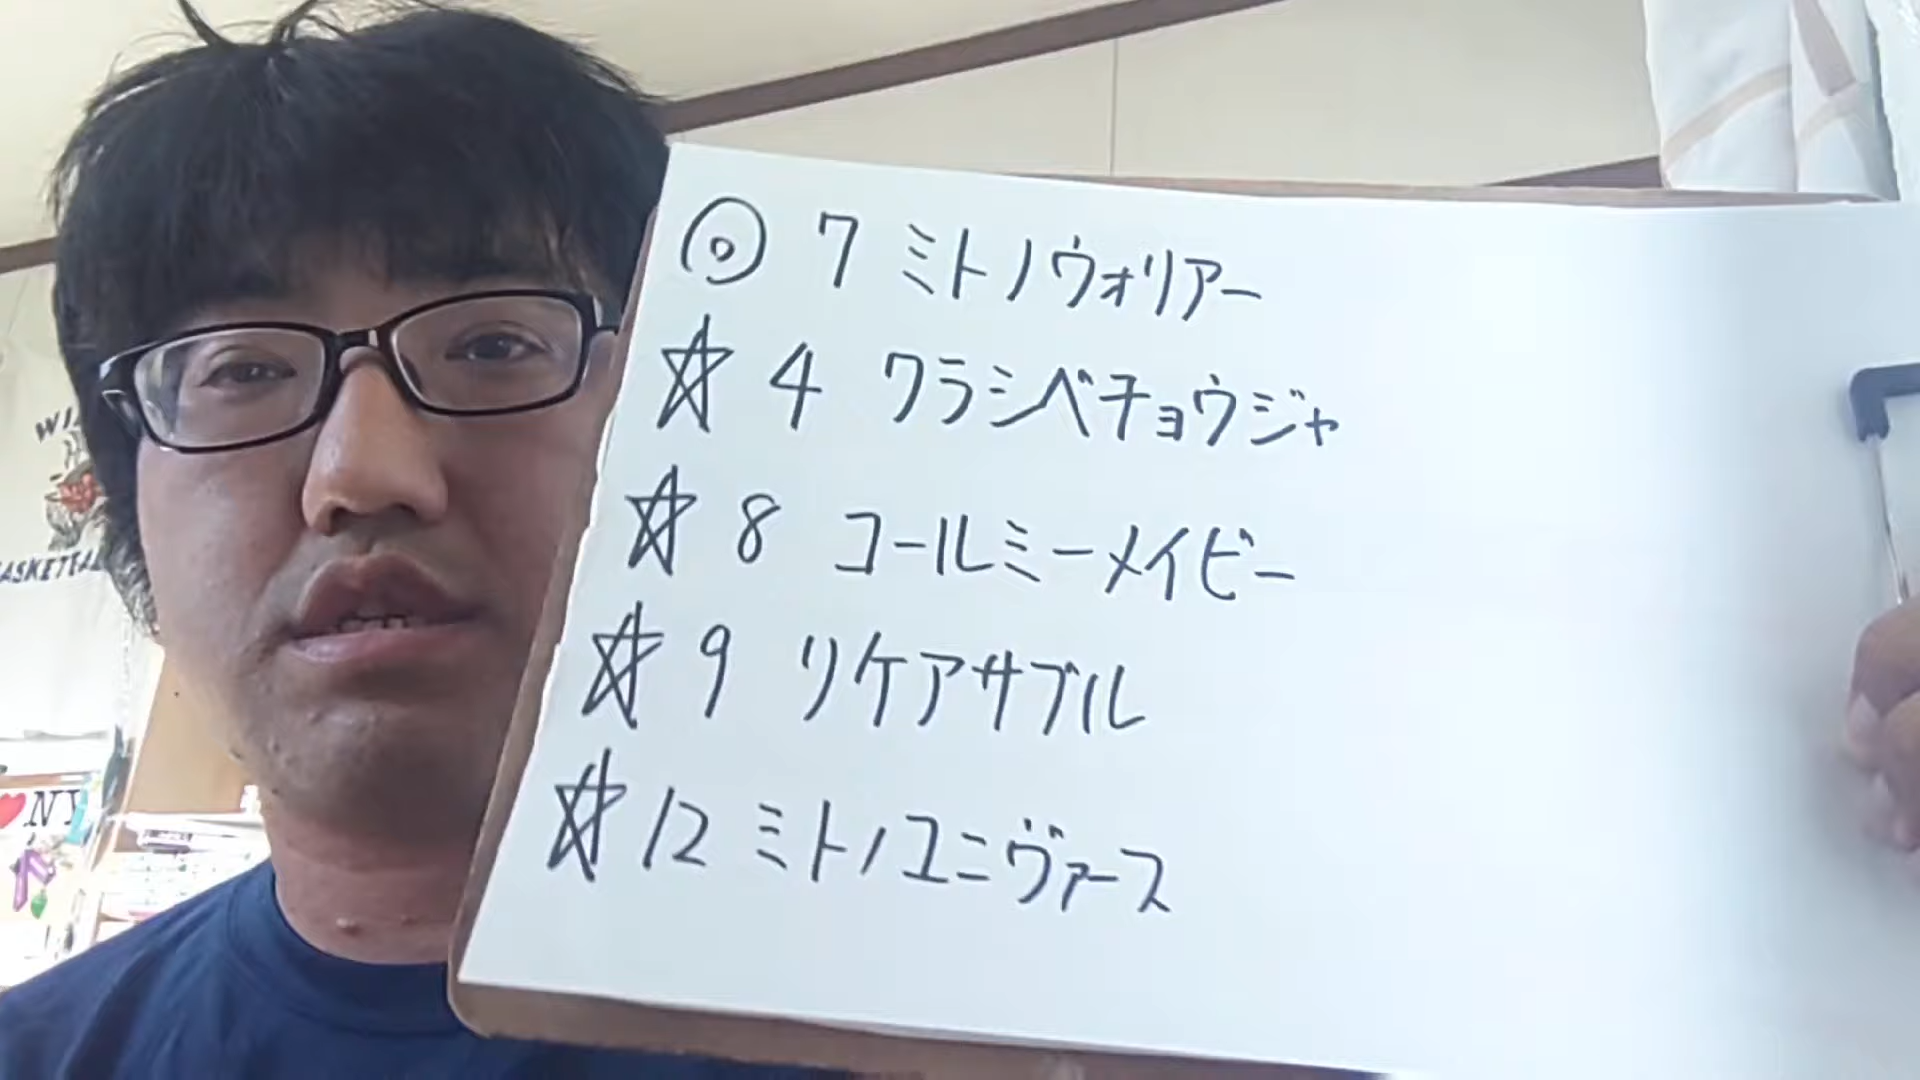 ◎ 7 ミトノウォリアー
☆ 4 クラシベチョウジャ
☆ 8 コールミーメイビー
☆ 9 リケアサブル
☆ 12 ミトノユニヴァース
NY